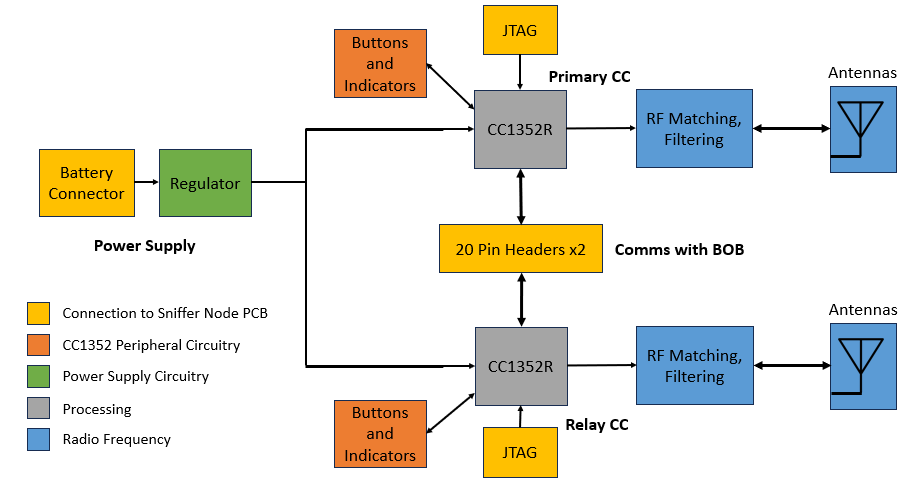 JTAG
Buttons
and
Indicators
Primary CC
Antennas
CC1352R
RF Matching,
Filtering
Battery
Connector
Regulator
Power Supply
20 Pin Headers x2
Comms with BOB
Connection to Sniffer Node PCB
CC1352 Peripheral Circuitry
Power Supply Circuitry
Processing
Radio Frequency
Antennas
CC1352R
RF Matching,
Filtering
Buttons
and
Indicators
Relay CC
JTAG